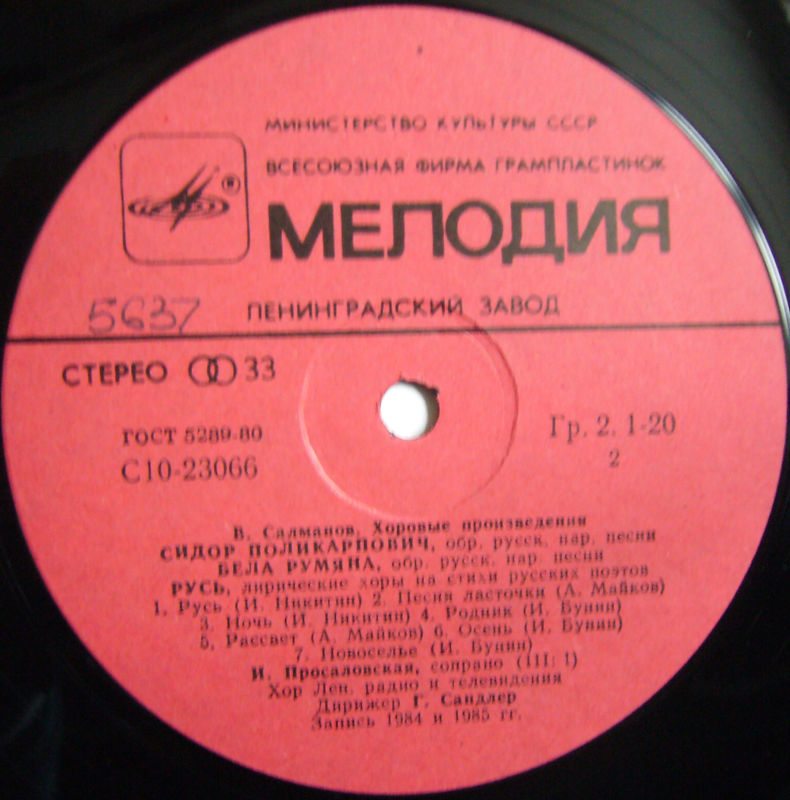 МИНИСТЕРСТВО КУЛЬТУРЫ СССР
ВСЕСОЮЗНАЯ ФИРМА ГРАМПЛАСТИНОК
®
МЕЛОДИЯ
5637
ЛЕНИНГРАДСКИЙ ЗАВОД
СТЕРЕО 33
ГОСТ 5289-80
С10-23066
Гр. 2. 1-20
2
В. Салманов. Хоровые произведения
СИДОР ПОЛИКАРПОВИЧ, обр. русск. нар. песни
БЕЛА РУМЯНА, обр. русск. нар. песни
РУСЬ, лирические хоры на стихи русских поэтов
1. Русь (И. Никитин) 2. Песня ласточки (А. Майков)
3. Ночь (И. Никитин) 4. Родник (И. Бунин)
5. Рассвет (А. Майков) 6. Осень (И. Бунин)
7. Новоселье (И. Бунин)
И. Просаловская, сопрано (III: 1)
Хор Лен. радио и телевидения
Дирижер Г. Сандлер
Запись 1984 и 1985 гг.